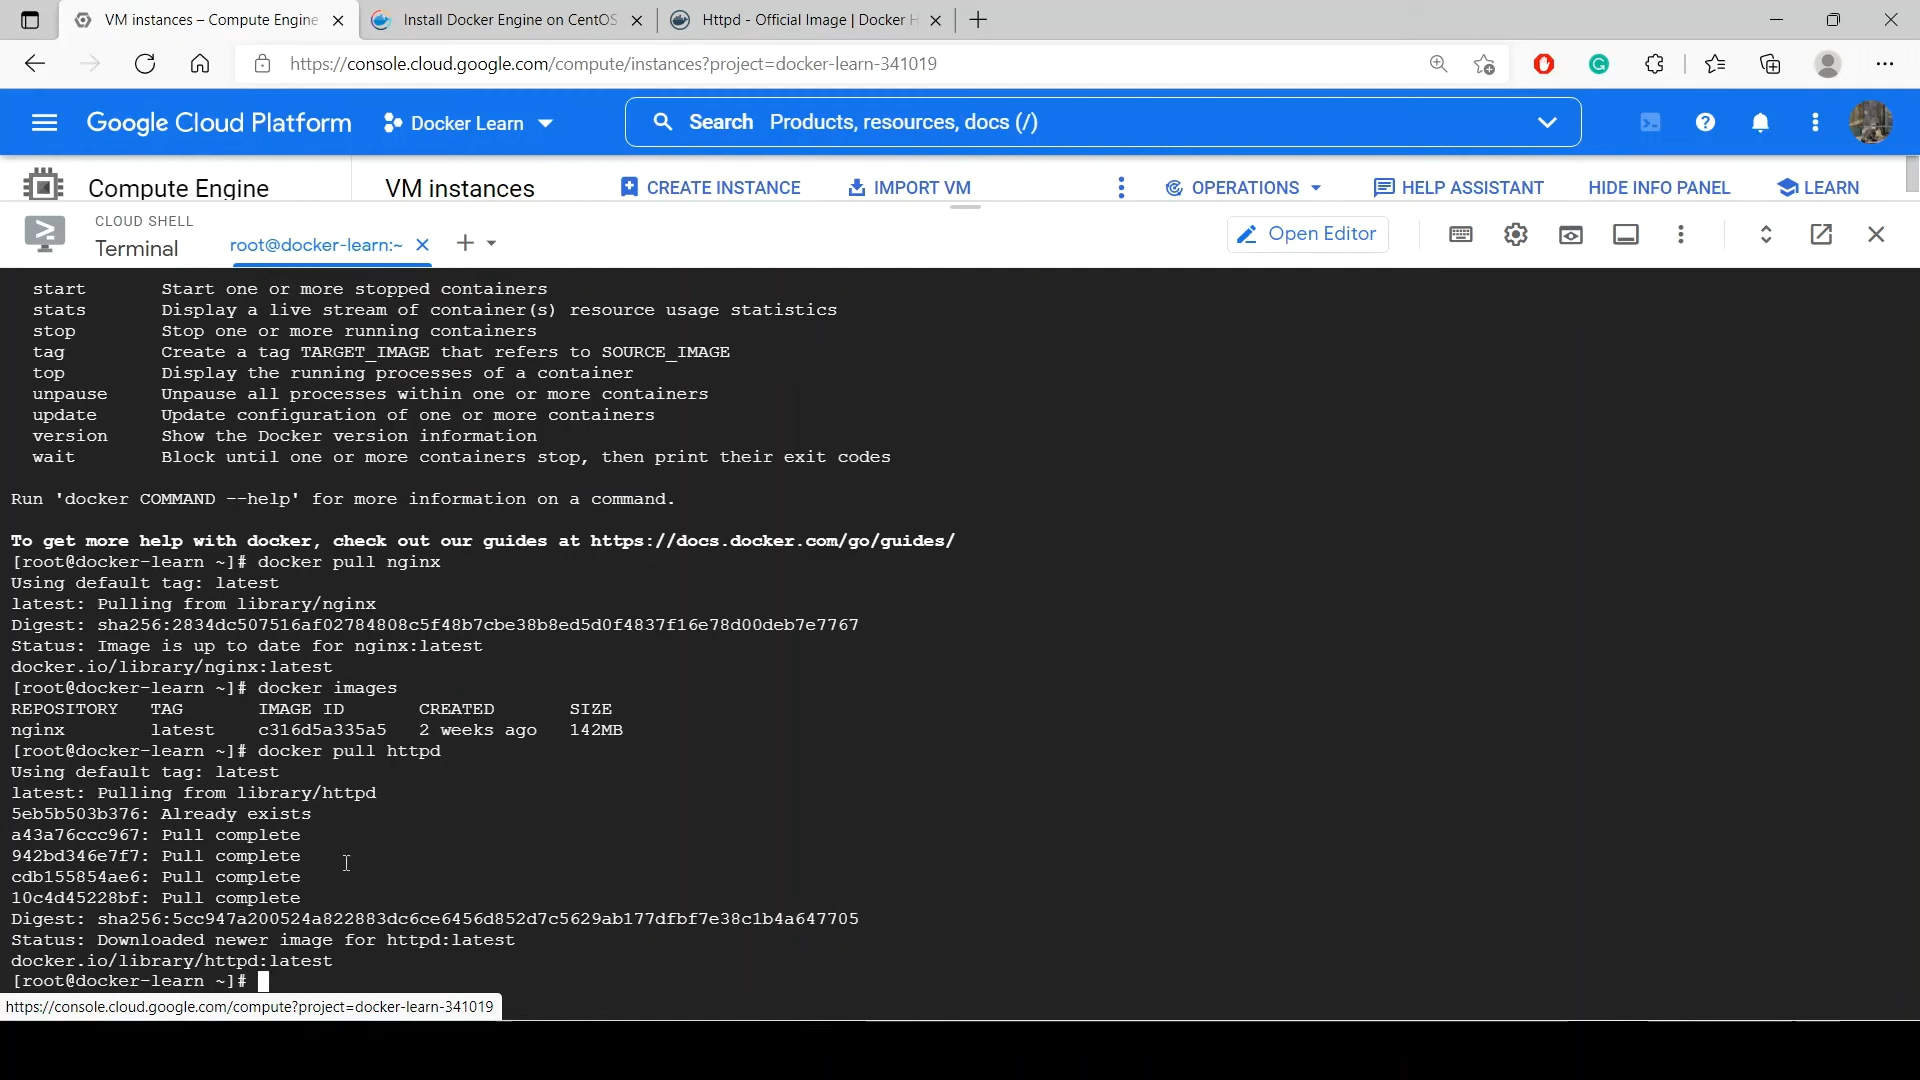 VM instances – Compute Engine
Install Docker Engine on CentOS
Httpd - Official Image | Docker H
https://console.cloud.google.com/compute/instances?project=docker-learn-341019
Google Cloud Platform
Docker Learn
Search Products, resources, docs (/)
Compute Engine
VM instances
CREATE INSTANCE
IMPORT VM
OPERATIONS
HELP ASSISTANT
HIDE INFO PANEL
LEARN
CLOUD SHELL
Terminal
root@docker-learn:~
Open Editor
start Start one or more stopped containers
stats Display a live stream of container(s) resource usage statistics
stop Stop one or more running containers
tag Create a tag TARGET_IMAGE that refers to SOURCE_IMAGE
top Display the running processes of a container
unpause Unpause all processes within one or more containers
update Update configuration of one or more containers
version Show the Docker version information
wait Block until one or more containers stop, then print their exit codes
Run 'docker COMMAND --help' for more information on a command.
To get more help with docker, check out our guides at https://docs.docker.com/go/guides/
[root@docker-learn ~]# docker pull nginx
Using default tag: latest
latest: Pulling from library/nginx
Digest: sha256:2834dc507516af02784808c5f48b7cbe38b8ed5d0f4837f16e78d00deb7e7767
Status: Image is up to date for nginx:latest
docker.io/library/nginx:latest
[root@docker-learn ~]# docker images
REPOSITORY TAG IMAGE ID CREATED SIZE
nginx latest c316d5a335a5 2 weeks ago 142MB
[root@docker-learn ~]# docker pull httpd
Using default tag: latest
latest: Pulling from library/httpd
5eb5b503b376: Already exists
a43a76ccc967: Pull complete
942bd346e7f7: Pull complete
cdb155854ae6: Pull complete
10c4d45228bf: Pull complete
Digest: sha256:5cc947a200524a822883dc6ce6456d852d7c5629ab177dfbf7e38c1b4a647705
Status: Downloaded newer image for httpd:latest
docker.io/library/httpd:latest
[root@docker-learn ~]#
https://console.cloud.google.com/compute?project=docker-learn-341019